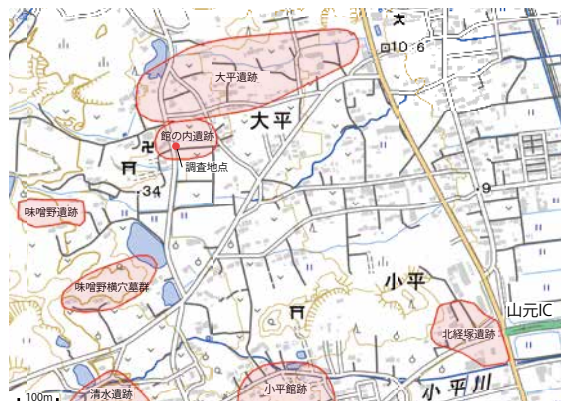 10.6
大平遺跡
大平
館の内遺跡
調査地点
34
9
味噌野遺跡
味噌野横穴墓群
小平
山元IC
北経塚遺跡
清水遺跡
小平館跡
小平川
100m